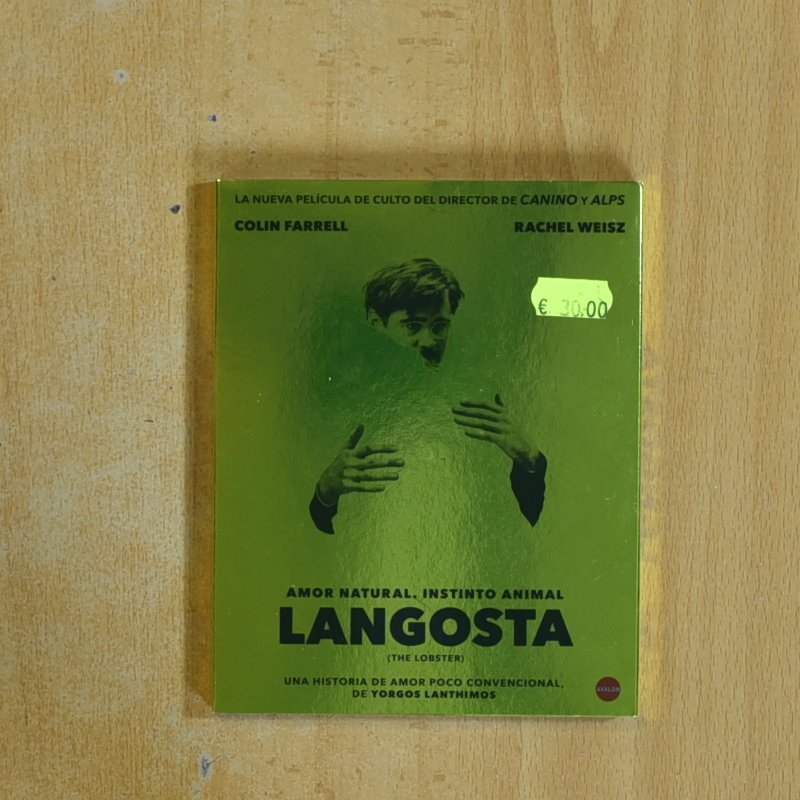 LA NUEVA PELÍCULA DE CULTO DEL DIRECTOR DE CANINO Y ALPS
COLIN FARRELL RACHEL WEISZ
€ 30,00
AMOR NATURAL. INSTINTO ANIMAL
LANGOSTA
(THE LOBSTER)
UNA HISTORIA DE AMOR POCO CONVENCIONAL,
DE YORGOS LANTHIMOS
AVALON